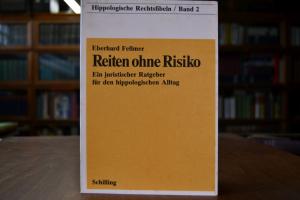 Hippologische Rechtsfibeln / Band 2
Eberhard Fellmer
Reiten ohne Risiko
Ein juristischer Ratgeber
für den hippologischen Alltag
Schilling